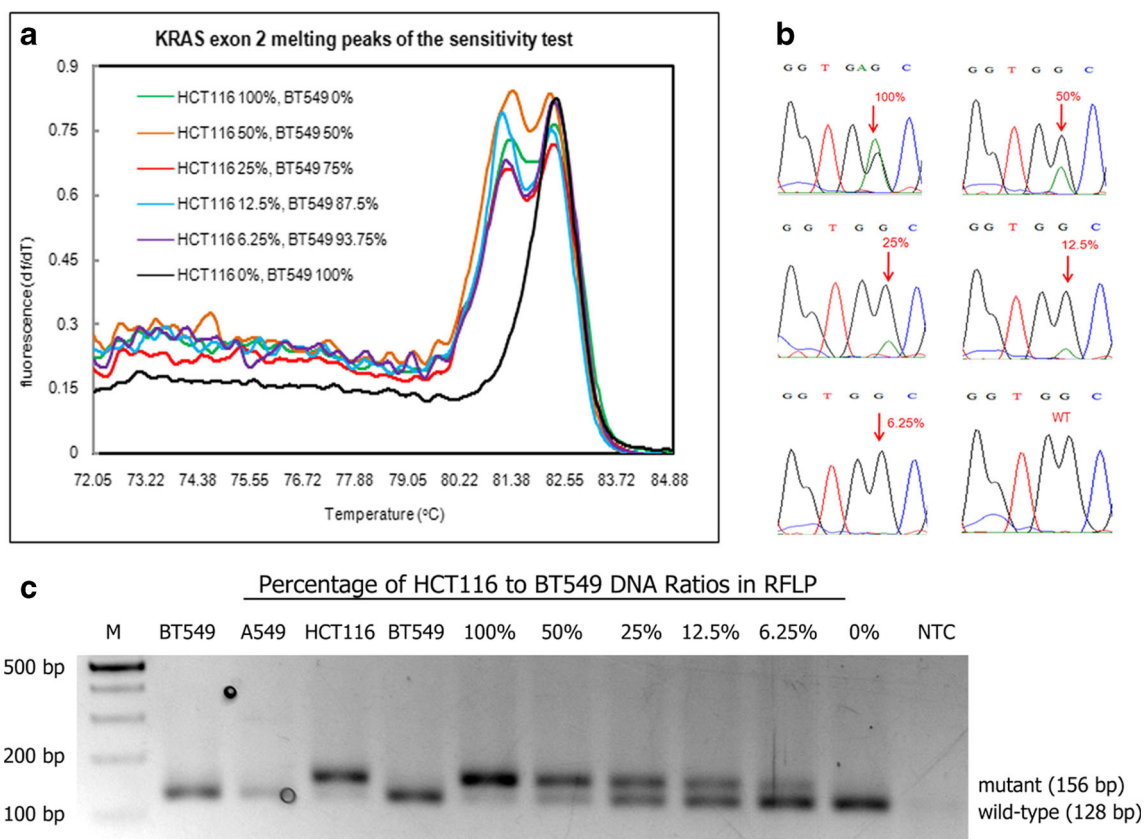 a
KRAS exon 2 melting peaks of the sensitivity test
0.9
0.75
0.6
0.45
0.3
0.15
0
fluorescence (df/dT)
HCT116 100%, BT549 0%
HCT116 50%, BT549 50%
HCT116 25%, BT549 75%
HCT116 12.5%, BT549 87.5%
HCT116 6.25%, BT549 93.75%
HCT116 0%, BT549 100%
72.05 73.22 74.38 75.55 76.72 77.88 79.05 80.22 81.38 82.55 83.72 84.88
Temperature (°C)
b
G G T G A G C
100%
G G T G G C
50%
G G T G G C
25%
G G T G G C
12.5%
G G T G G C
6.25%
G G T G G C
WT
c
Percentage of HCT116 to BT549 DNA Ratios in RFLP
M BT549 A549 HCT116 BT549 100% 50% 25% 12.5% 6.25% 0% NTC
500 bp
200 bp
100 bp
mutant (156 bp)
wild-type (128 bp)